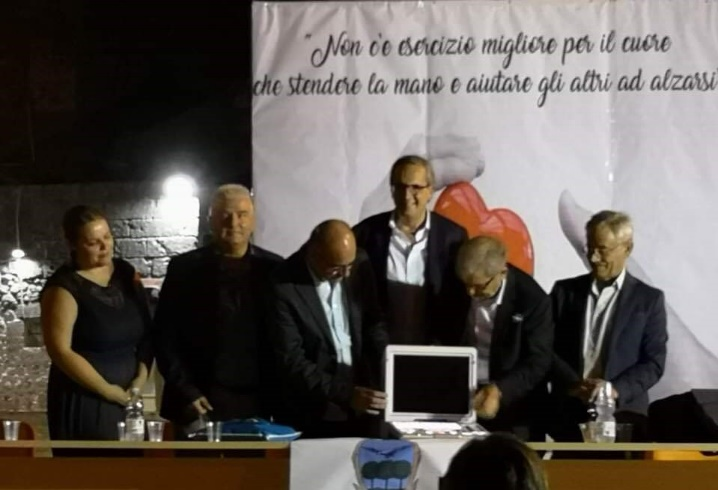 "Non c'è esercizio migliore per il cuore
che stendere la mano e aiutare gli altri ad alzarsi"